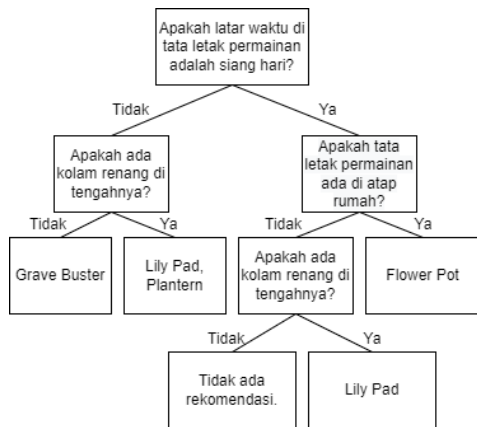 Apakah latar waktu di
tata letak permainan
adalah siang hari?
Tidak
Ya
Apakah ada
kolam renang di
tengahnya?
Apakah tata
letak permainan
ada di atap
rumah?
Tidak
Ya
Tidak
Ya
Grave Buster
Lily Pad,
Plantern
Apakah ada
kolam renang di
tengahnya?
Flower Pot
Tidak
Ya
Tidak ada
rekomendasi.
Lily Pad